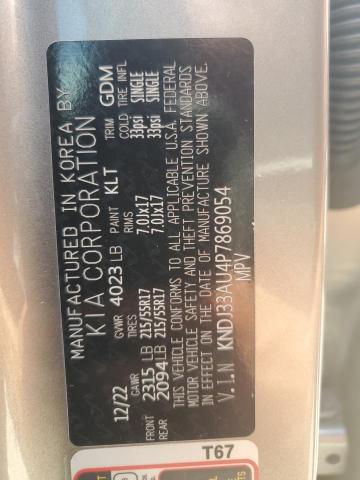 MANUFACTURED IN KOREA BY
KIA CORPORATION
12/22 GVWR 4023 LB PAINT KLT TRIM GDM
GAWR TIRES RIMS COLD TIRE INFL
FRONT 2315 LB 215/55R17 7.0Jx17 33psi SINGLE
REAR 2094 LB 215/55R17 7.0Jx17 33psi SINGLE
THIS VEHICLE CONFORMS TO ALL APPLICABLE U.S.A. FEDERAL
MOTOR VEHICLE SAFETY AND THEFT PREVENTION STANDARDS
IN EFFECT ON THE DATE OF MANUFACTURE SHOWN ABOVE.
V.I.N KNDJ33AU4P7869054
MPV
T67